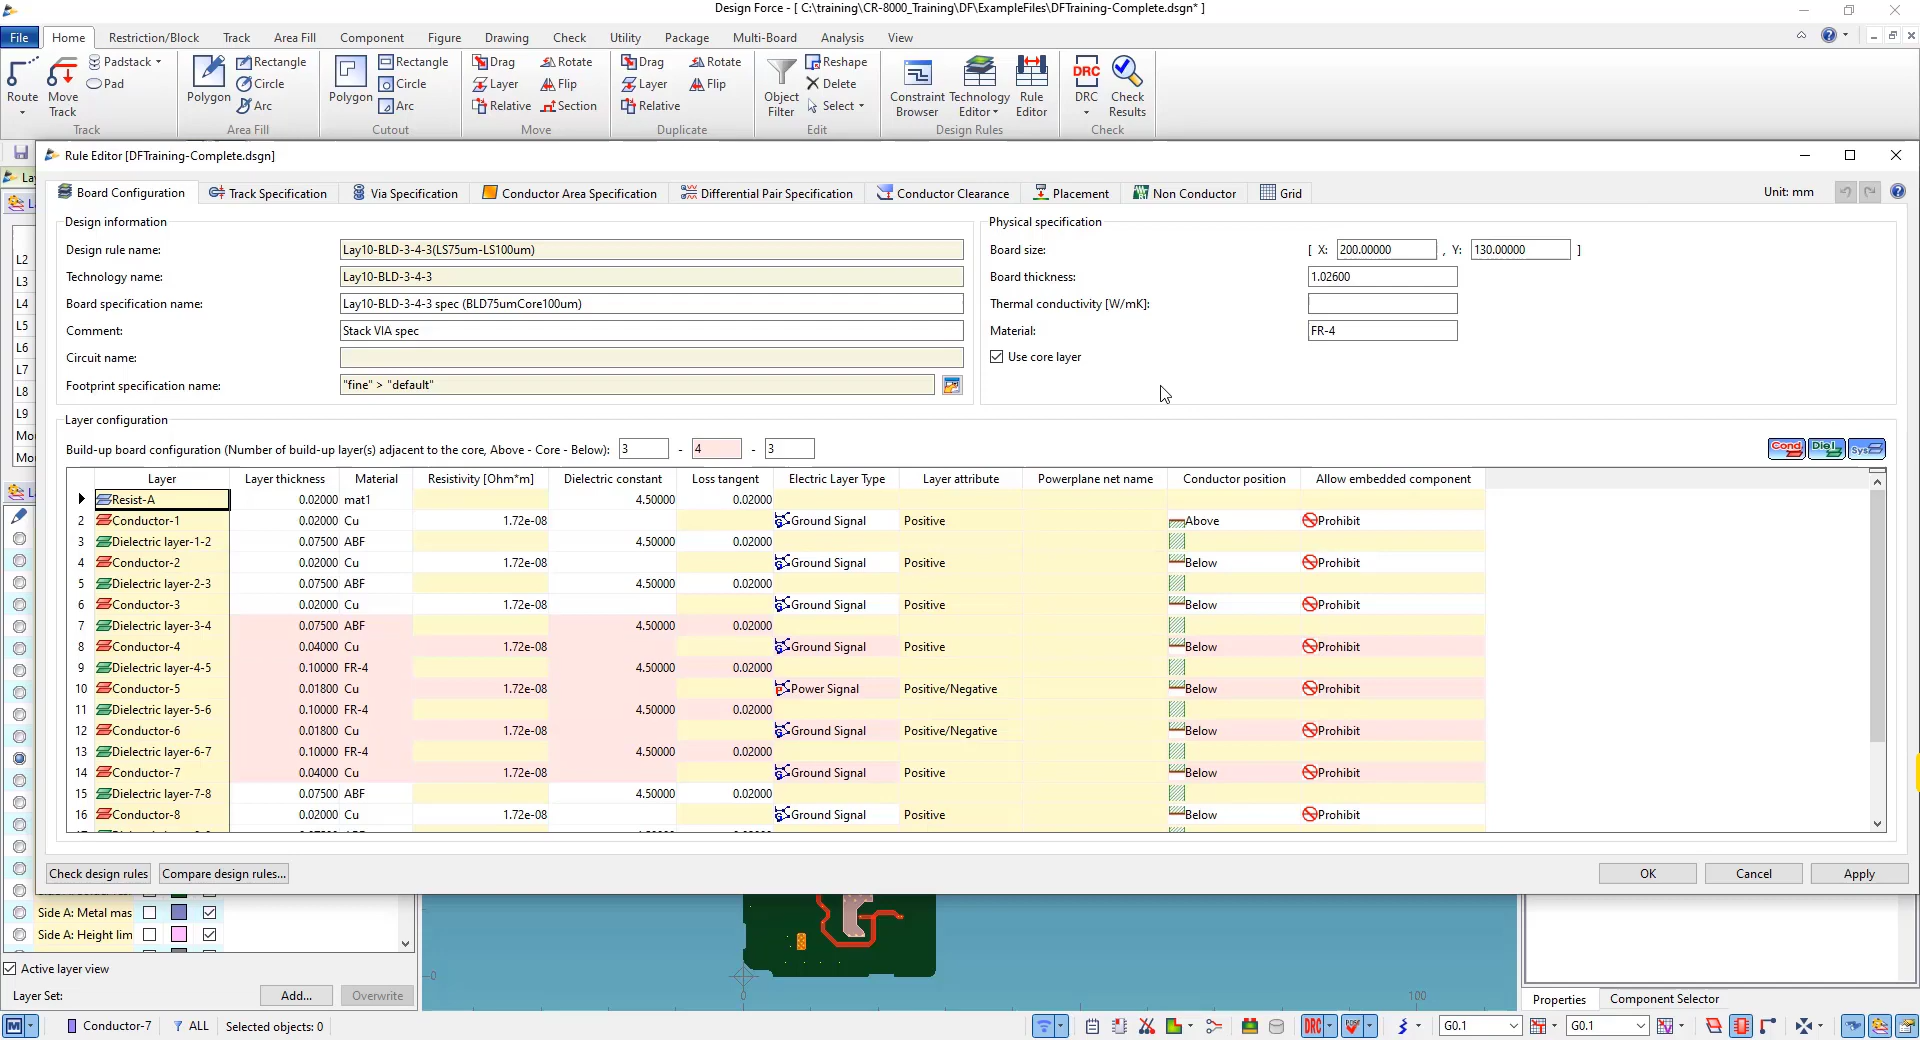 Design Force - [ C:\training\CR-8000_Training\DF\ExampleFiles\DFTraining-Complete.dsgn* ]
File Home Restriction/Block Track Area Fill Component Figure Drawing Check Utility Package Multi-Board Analysis View
Padstack Rectangle Rectangle Drag Rotate Drag Rotate Reshape
Pad Circle Circle Layer Flip Layer Flip Delete
Route Move Track Polygon Arc Polygon Arc Relative Section Relative Object Filter Select Constraint Browser Technology Editor Rule Editor DRC DRC Check Results
Track Area Fill Cutout Move Duplicate Edit Design Rules Check
Rule Editor [DFTraining-Complete.dsgn]
Board Configuration Track Specification Via Specification Conductor Area Specification Differential Pair Specification Conductor Clearance Placement Non Conductor Grid Unit: mm
Design information Physical specification
Design rule name: Lay10-BLD-3-4-3(LS75um-LS100um) Board size: [ X: 200.00000 , Y: 130.00000 ]
Technology name: Lay10-BLD-3-4-3 Board thickness: 1.02600
Board specification name: Lay10-BLD-3-4-3 spec (BLD75umCore100um) Thermal conductivity [W/mK]:
Comment: Stack VIA spec Material: FR-4
Circuit name: Use core layer
Footprint specification name: "fine" > "default"
Layer configuration
Build-up board configuration (Number of build-up layer(s) adjacent to the core, Above - Core - Below): 3 - 4 - 3 Cond. Diel. Sys
Layer Layer thickness Material Resistivity [Ohm*m] Dielectric constant Loss tangent Electric Layer Type Layer attribute Powerplane net name Conductor position Allow embedded component
Resist-A 0.02000 mat1 4.50000 0.02000
2 Conductor-1 0.02000 Cu 1.72e-08 Ground Signal Positive Above Prohibit
3 Dielectric layer-1-2 0.07500 ABF 4.50000 0.02000
4 Conductor-2 0.02000 Cu 1.72e-08 Ground Signal Positive Below Prohibit
5 Dielectric layer-2-3 0.07500 ABF 4.50000 0.02000
6 Conductor-3 0.02000 Cu 1.72e-08 Ground Signal Positive Below Prohibit
7 Dielectric layer-3-4 0.07500 ABF 4.50000 0.02000
8 Conductor-4 0.04000 Cu 1.72e-08 Ground Signal Positive Below Prohibit
9 Dielectric layer-4-5 0.10000 FR-4 4.50000 0.02000
10 Conductor-5 0.01800 Cu 1.72e-08 Power Signal Positive/Negative Below Prohibit
11 Dielectric layer-5-6 0.10000 FR-4 4.50000 0.02000
12 Conductor-6 0.01800 Cu 1.72e-08 Ground Signal Positive/Negative Below Prohibit
13 Dielectric layer-6-7 0.10000 FR-4 4.50000 0.02000
14 Conductor-7 0.04000 Cu 1.72e-08 Ground Signal Positive Below Prohibit
15 Dielectric layer-7-8 0.07500 ABF 4.50000 0.02000
16 Conductor-8 0.02000 Cu 1.72e-08 Ground Signal Positive Below Prohibit
Check design rules Compare design rules... OK Cancel Apply
L2
L3
L4
L5
L6
L7
L8
L9
Side A: Metal mas
Side A: Height lim
Active layer view
Layer Set: Add... Overwrite
0 0 100
Properties Component Selector
M Conductor-7 ALL Selected objects: 0 DRC G0.1 G0.1